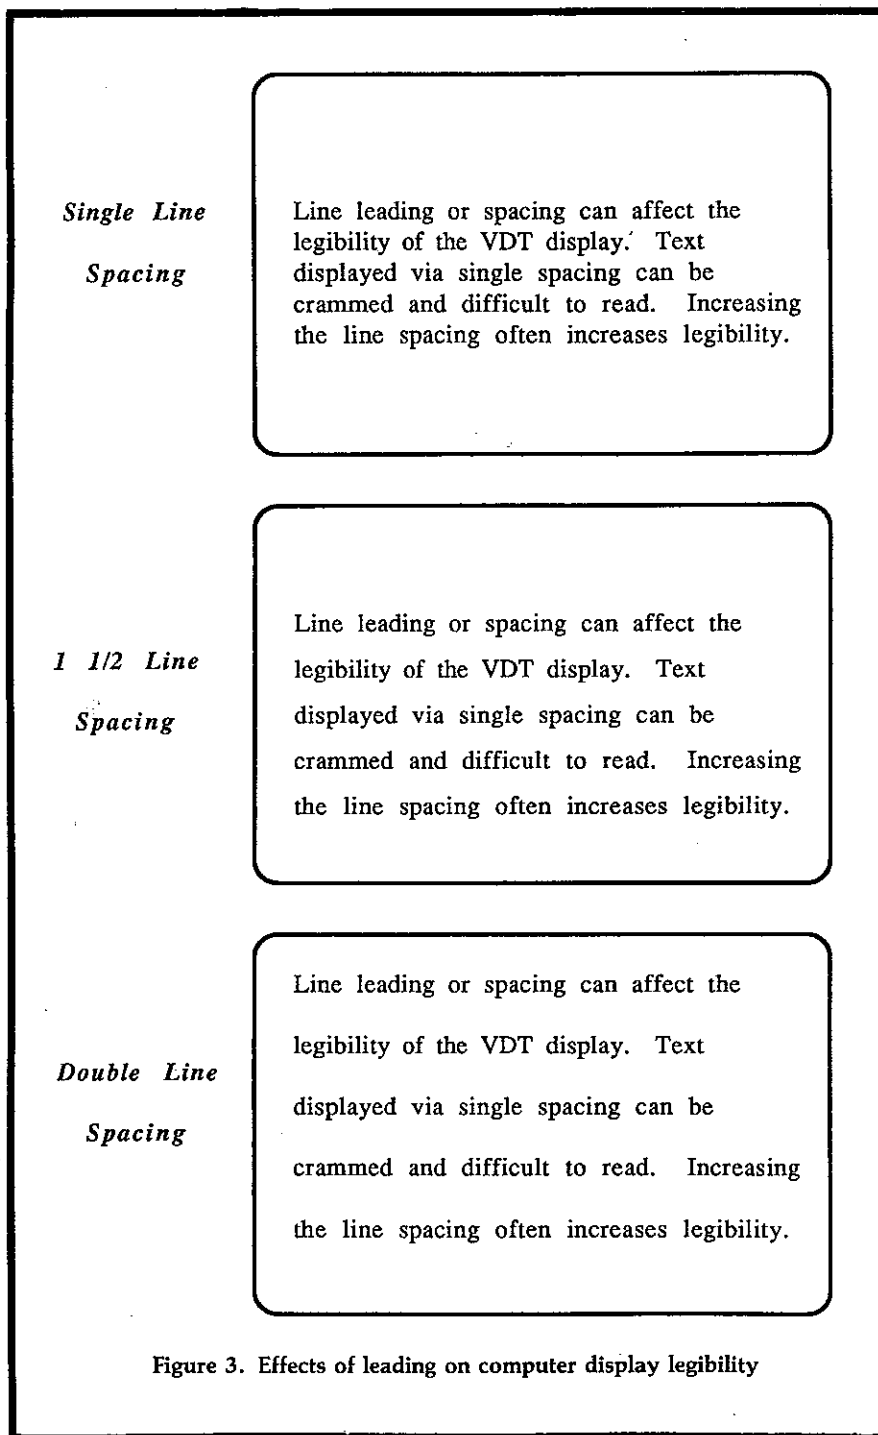 Single Line
Spacing
Line leading or spacing can affect the
legibility of the VDT display. Text
displayed via single spacing can be
crammed and difficult to read. Increasing
the line spacing often increases legibility.
1 1/2 Line
Spacing
Line leading or spacing can affect the
legibility of the VDT display. Text
displayed via single spacing can be
crammed and difficult to read. Increasing
the line spacing often increases legibility.
Double Line
Spacing
Line leading or spacing can affect the
legibility of the VDT display. Text
displayed via single spacing can be
crammed and difficult to read. Increasing
the line spacing often increases legibility.
Figure 3. Effects of leading on computer display legibility